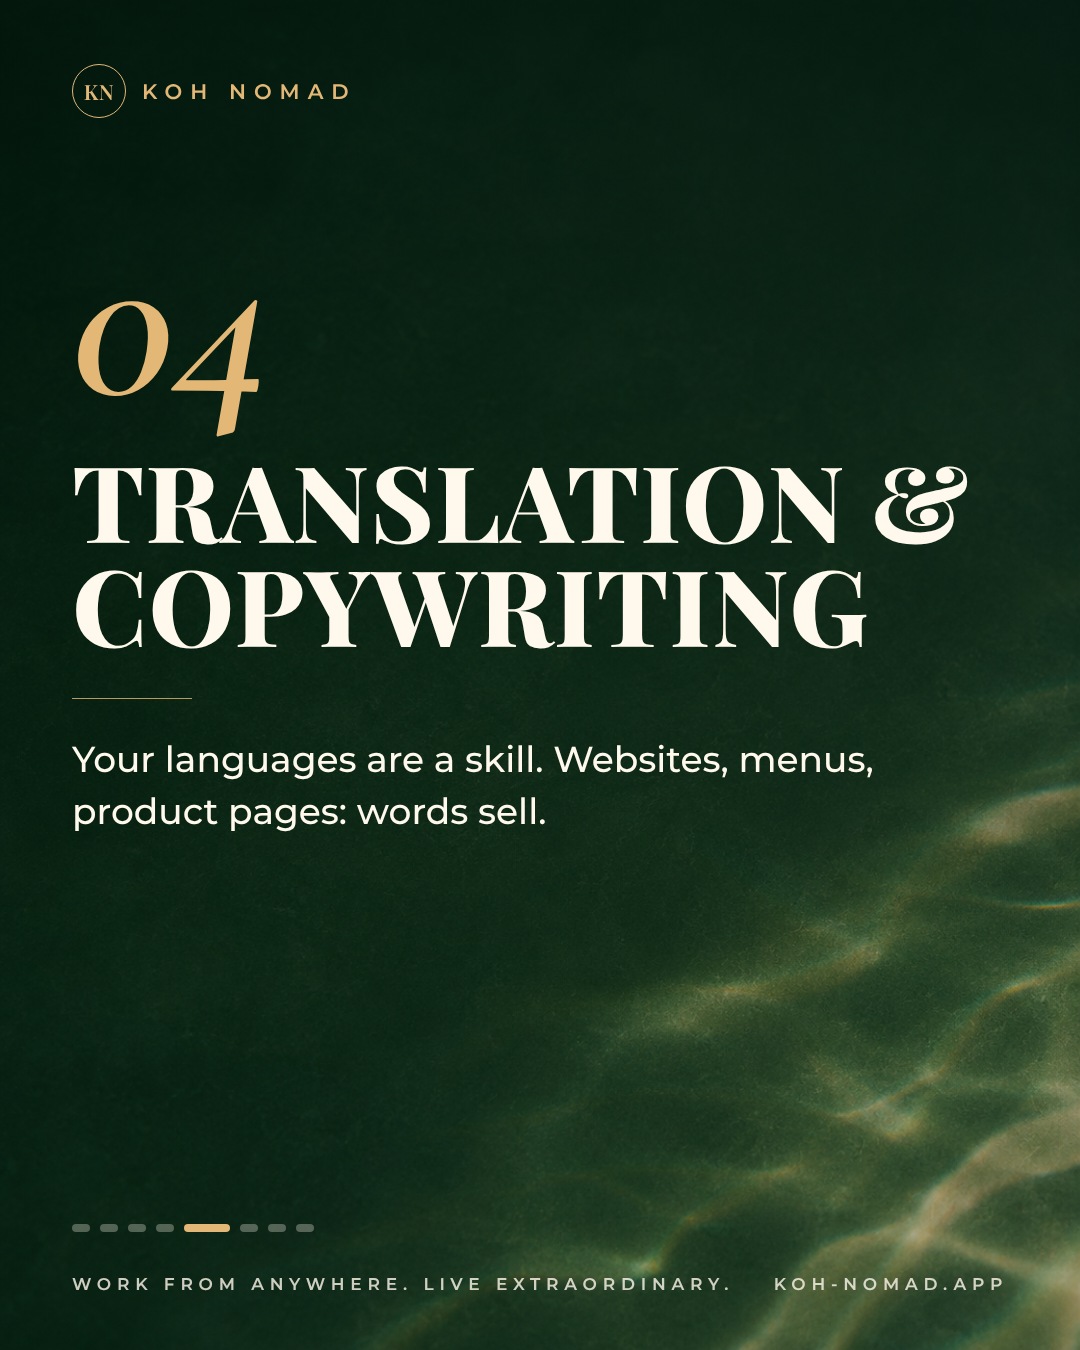 KN KOH NOMAD
04
TRANSLATION &
COPYWRITING
Your languages are a skill. Websites, menus,
product pages: words sell.
WORK FROM ANYWHERE. LIVE EXTRAORDINARY. KOH-NOMAD.APP